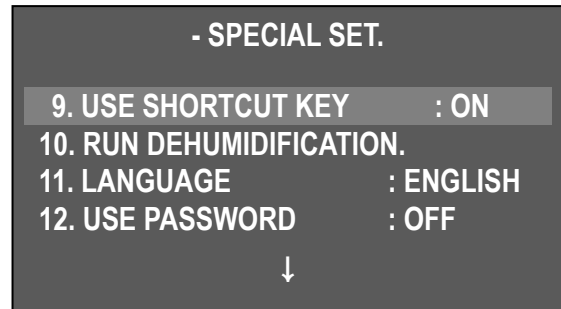 - SPECIAL SET.
9. USE SHORTCUT KEY : ON
10. RUN DEHUMIDIFICATION.
11. LANGUAGE : ENGLISH
12. USE PASSWORD : OFF
↓